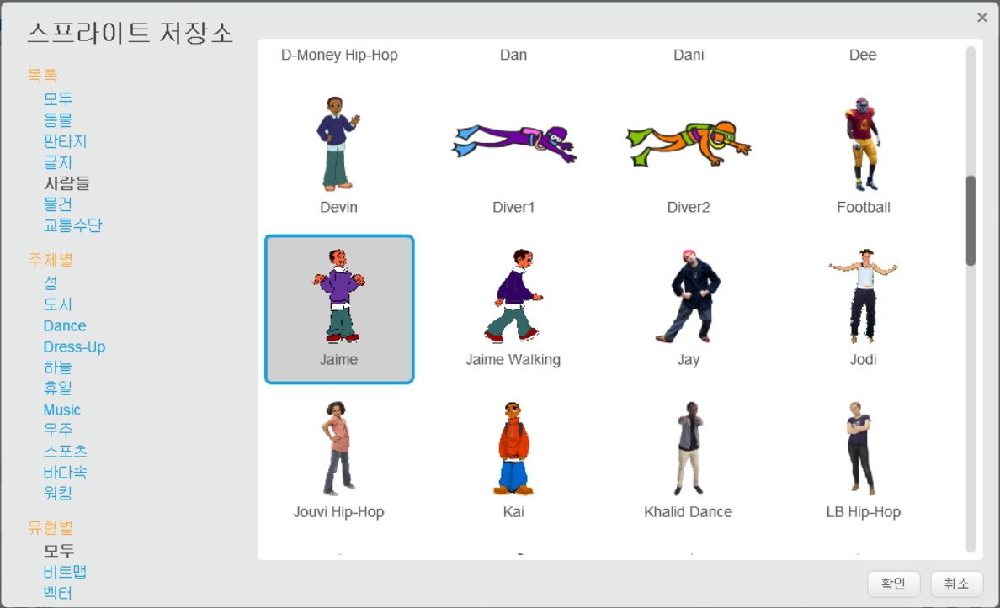 스프라이트 저장소
×
목록
모두
동물
판타지
글자
사람들
물건
교통수단
주제별
성
도시
Dance
Dress-Up
하늘
휴일
Music
우주
스포츠
바다속
워킹
유형별
모두
비트맵
벡터
D-Money Hip-Hop Dan Dani Dee
4
Devin Diver1 Diver2 Football
Jaime Jaime Walking Jay Jodi
Jouvi Hip-Hop Kai Khalid Dance LB Hip-Hop
확인 취소